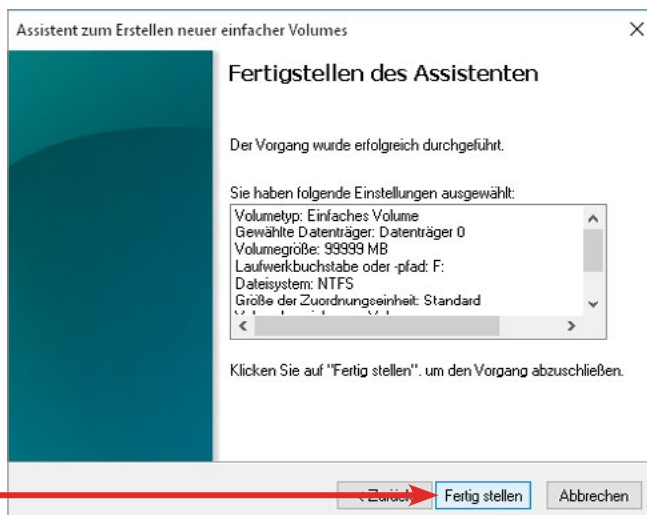 Assistent zum Erstellen neuer einfacher Volumes
Fertigstellen des Assistenten
Der Vorgang wurde erfolgreich durchgeführt.
Sie haben folgende Einstellungen ausgewählt:
Volumetyp: Einfaches Volume
Gewählte Datenträger: Datenträger 0
Volumegröße: 99999 MB
Laufwerkbuchstabe oder -pfad: F:
Dateisystem: NTFS
Größe der Zuordnungseinheit: Standard
Klicken Sie auf "Fertig stellen", um den Vorgang abzuschließen.
< Zurück Fertig stellen Abbrechen